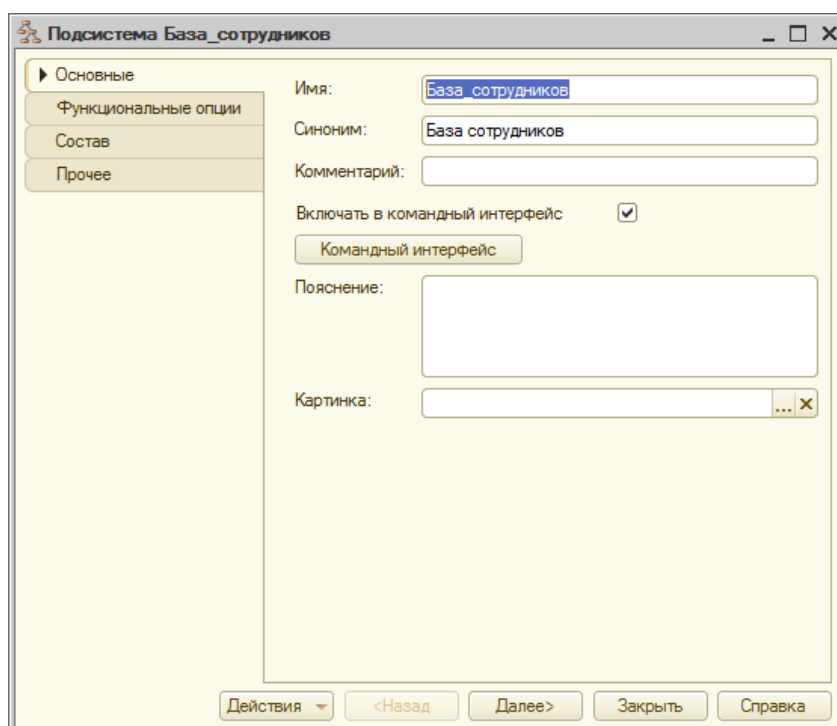 Подсистема База_сотрудников
Основные
Функциональные опции
Состав
Прочее
Имя: База_сотрудников
Синоним: База сотрудников
Комментарий:
Включать в командный интерфейс
Командный интерфейс
Пояснение:
Картинка: ...
Действия <Назад Далее> Закрыть Справка